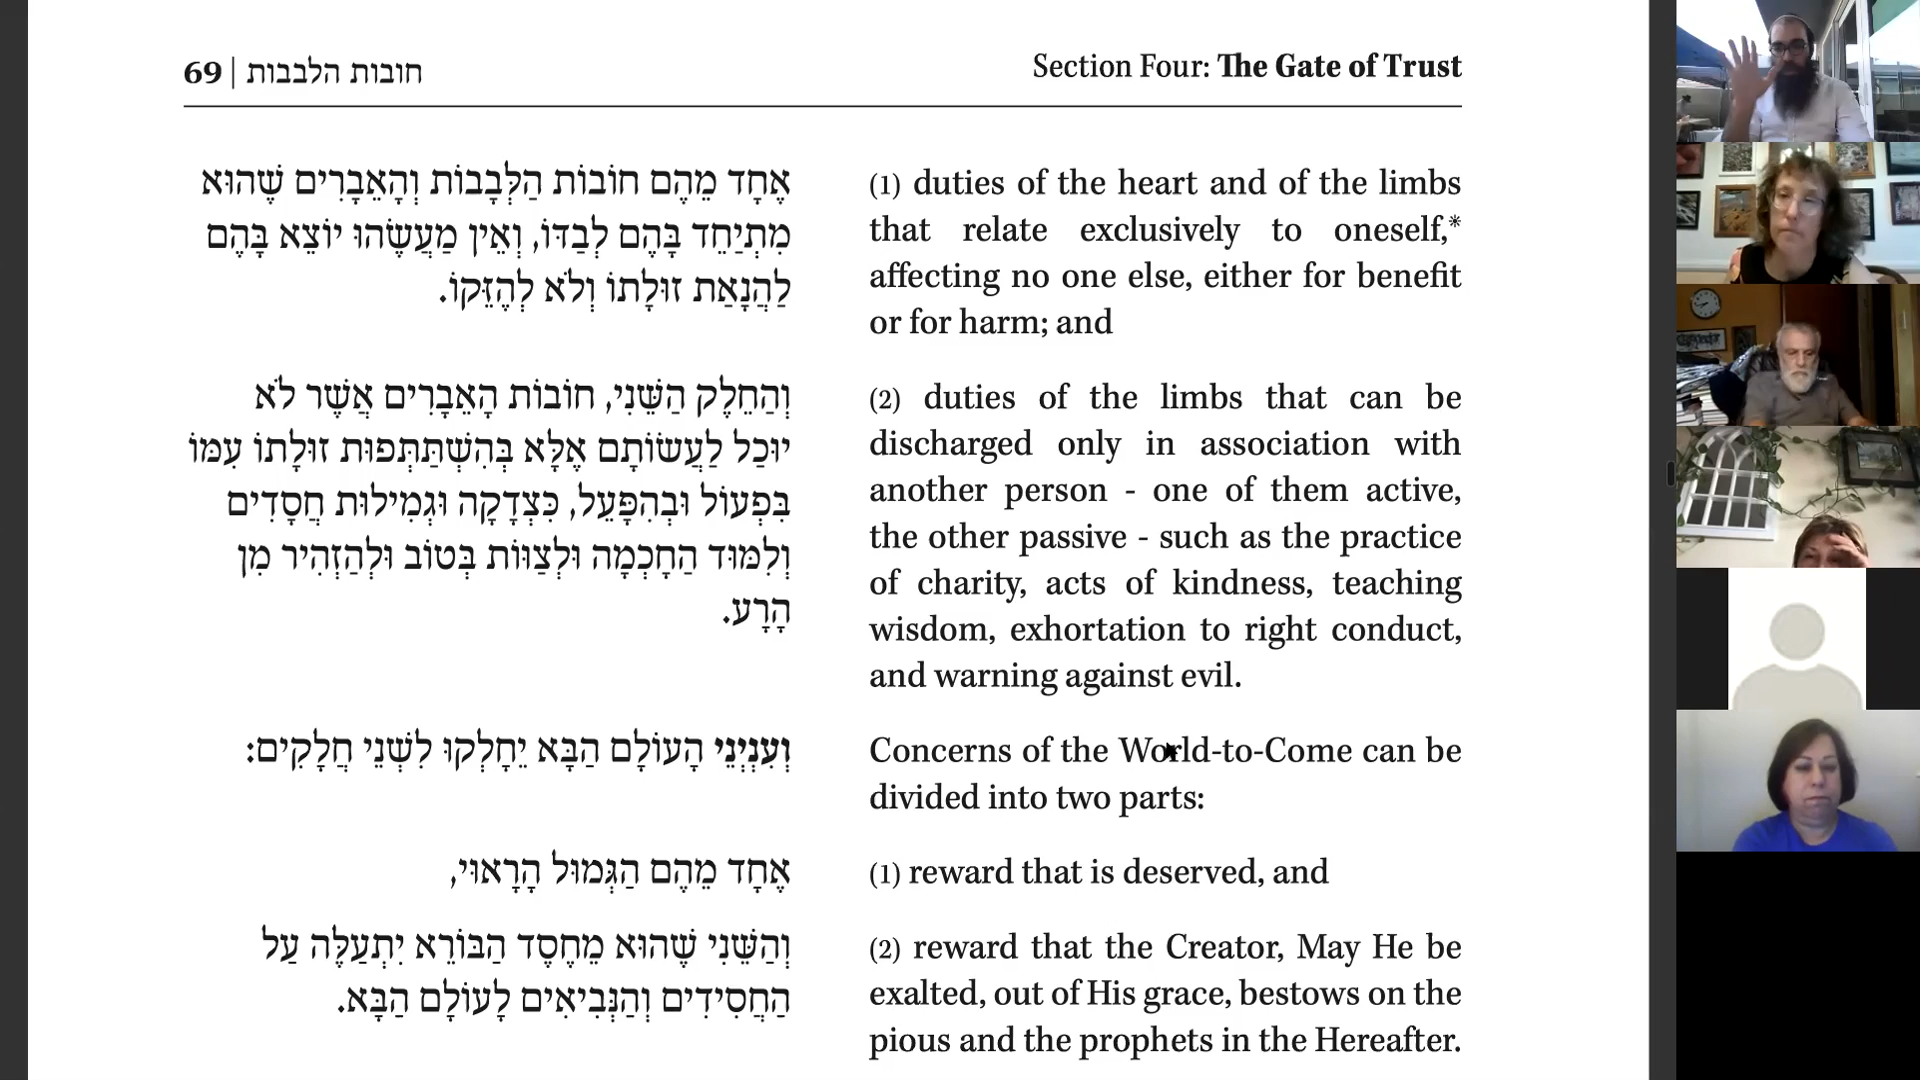 69 | חובות הלבבות
Section Four: The Gate of Trust
אֶחָד מֵהֶם חוֹבוֹת הַלְּבָבוֹת וְהָאֵבָרִים שֶׁהוּא
מִתְיַחֵד בָּהֶם לְבַדּוֹ, וְאֵין מַעֲשֵׂהוּ יוֹצֵא בָּהֶם
לַהֲנָאַת זוּלָתוֹ וְלֹא לְהֶזֵּקוֹ.
(1) duties of the heart and of the limbs
that relate exclusively to oneself,*
affecting no one else, either for benefit
or for harm; and
וְהַחֵלֶק הַשֵּׁנִי, חוֹבוֹת הָאֵבָרִים אֲשֶׁר לֹא
יוּכַל לַעֲשׂוֹתָם אֶלָּא בְּהִשְׁתַּתְּפוּת זוּלָתוֹ עִמּוֹ
בִּפְעוֹל וּבְהִפָּעֵל, כִּצְדָקָה וּגְמִילוּת חֲסָדִים
וְלִמּוּד הַחָכְמָה וּלְצַוּוֹת בְּטוֹב וּלְהַזְהִיר מִן
הָרָע.
(2) duties of the limbs that can be
discharged only in association with
another person - one of them active,
the other passive - such as the practice
of charity, acts of kindness, teaching
wisdom, exhortation to right conduct,
and warning against evil.
וְעִנְיְנֵי הָעוֹלָם הַבָּא יֵחָלְקוּ לִשְׁנֵי חֲלָקִים:
Concerns of the World-to-Come can be
divided into two parts:
אֶחָד מֵהֶם הַגְּמוּל הָרָאוּי,
(1) reward that is deserved, and
וְהַשֵּׁנִי שֶׁהוּא מֵחֶסֶד הַבּוֹרֵא יִתְעַלֶּה עַל
הַחֲסִידִים וְהַנְּבִיאִים לָעוֹלָם הַבָּא.
(2) reward that the Creator, May He be
exalted, out of His grace, bestows on the
pious and the prophets in the Hereafter.